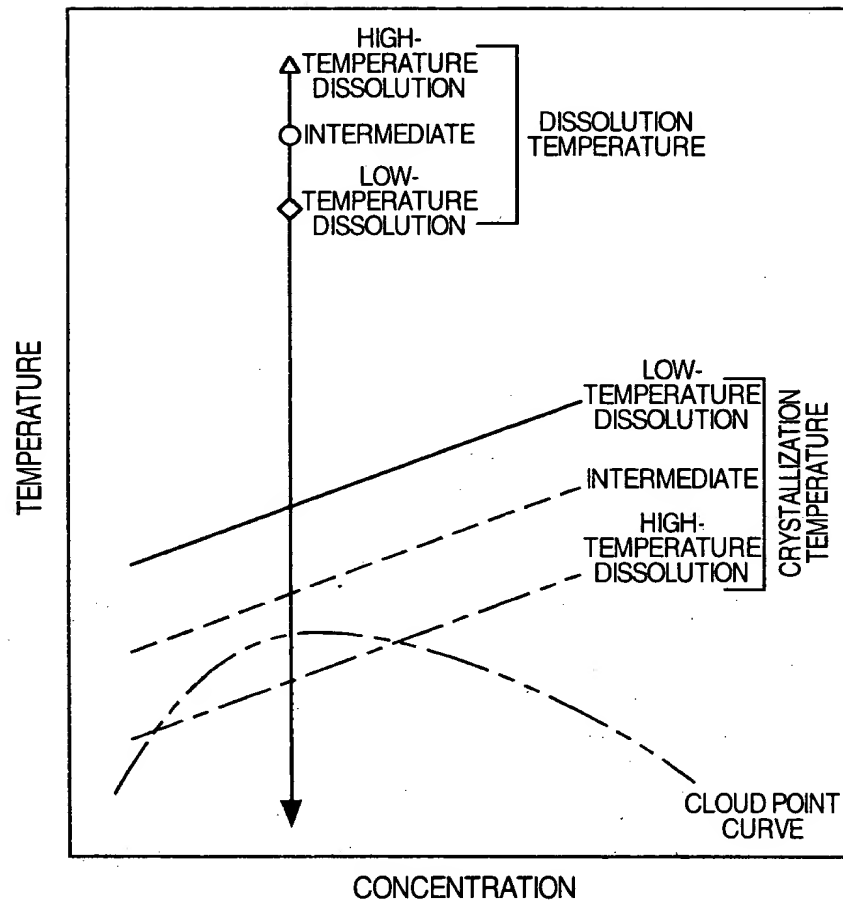 HIGH-
TEMPERATURE
DISSOLUTION
INTERMEDIATE
LOW-
TEMPERATURE
DISSOLUTION
DISSOLUTION
TEMPERATURE
TEMPERATURE
LOW-
TEMPERATURE
DISSOLUTION
INTERMEDIATE
HIGH-
TEMPERATURE
DISSOLUTION
CRYSTALLIZATION
TEMPERATURE
CLOUD POINT
CURVE
CONCENTRATION